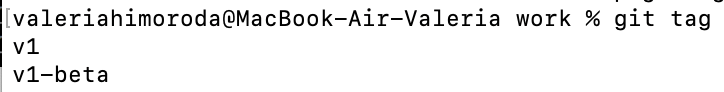 [valeriahimoroda@MacBook-Air-Valeria work % git tag
v1
v1-beta